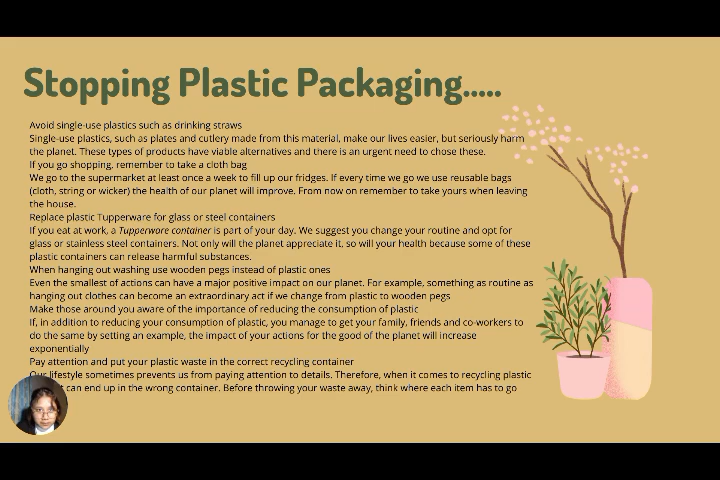 Stopping Plastic Packaging.....
Avoid single-use plastics such as drinking straws
Single-use plastics, such as plates and cutlery made from this material, make our lives easier, but seriously harm
the planet. These types of products have viable alternatives and there is an urgent need to chose these.
If you go shopping, remember to take a cloth bag
We go to the supermarket at least once a week to fill up our fridges. If every time we go we use reusable bags
(cloth, string or wicker) the health of our planet will improve. From now on remember to take yours when leaving
the house.
Replace plastic Tupperware for glass or steel containers
If you eat at work, a Tupperware container is part of your day. We suggest you change your routine and opt for
glass or stainless steel containers. Not only will the planet appreciate it, so will your health because some of these
plastic containers can release harmful substances.
When hanging out washing use wooden pegs instead of plastic ones
Even the smallest of actions can have a major positive impact on our planet. For example, something as routine as
hanging out clothes can become an extraordinary act if we change from plastic to wooden pegs
Make those around you aware of the importance of reducing the consumption of plastic
If, in addition to reducing your consumption of plastic, you manage to get your family, friends and co-workers to
do the same by setting an example, the impact of your actions for the good of the planet will increase
exponentially
Pay attention and put your plastic waste in the correct recycling container
Our lifestyle sometimes prevents us from paying attention to details. Therefore, when it comes to recycling plastic
can end up in the wrong container. Before throwing your waste away, think where each item has to go